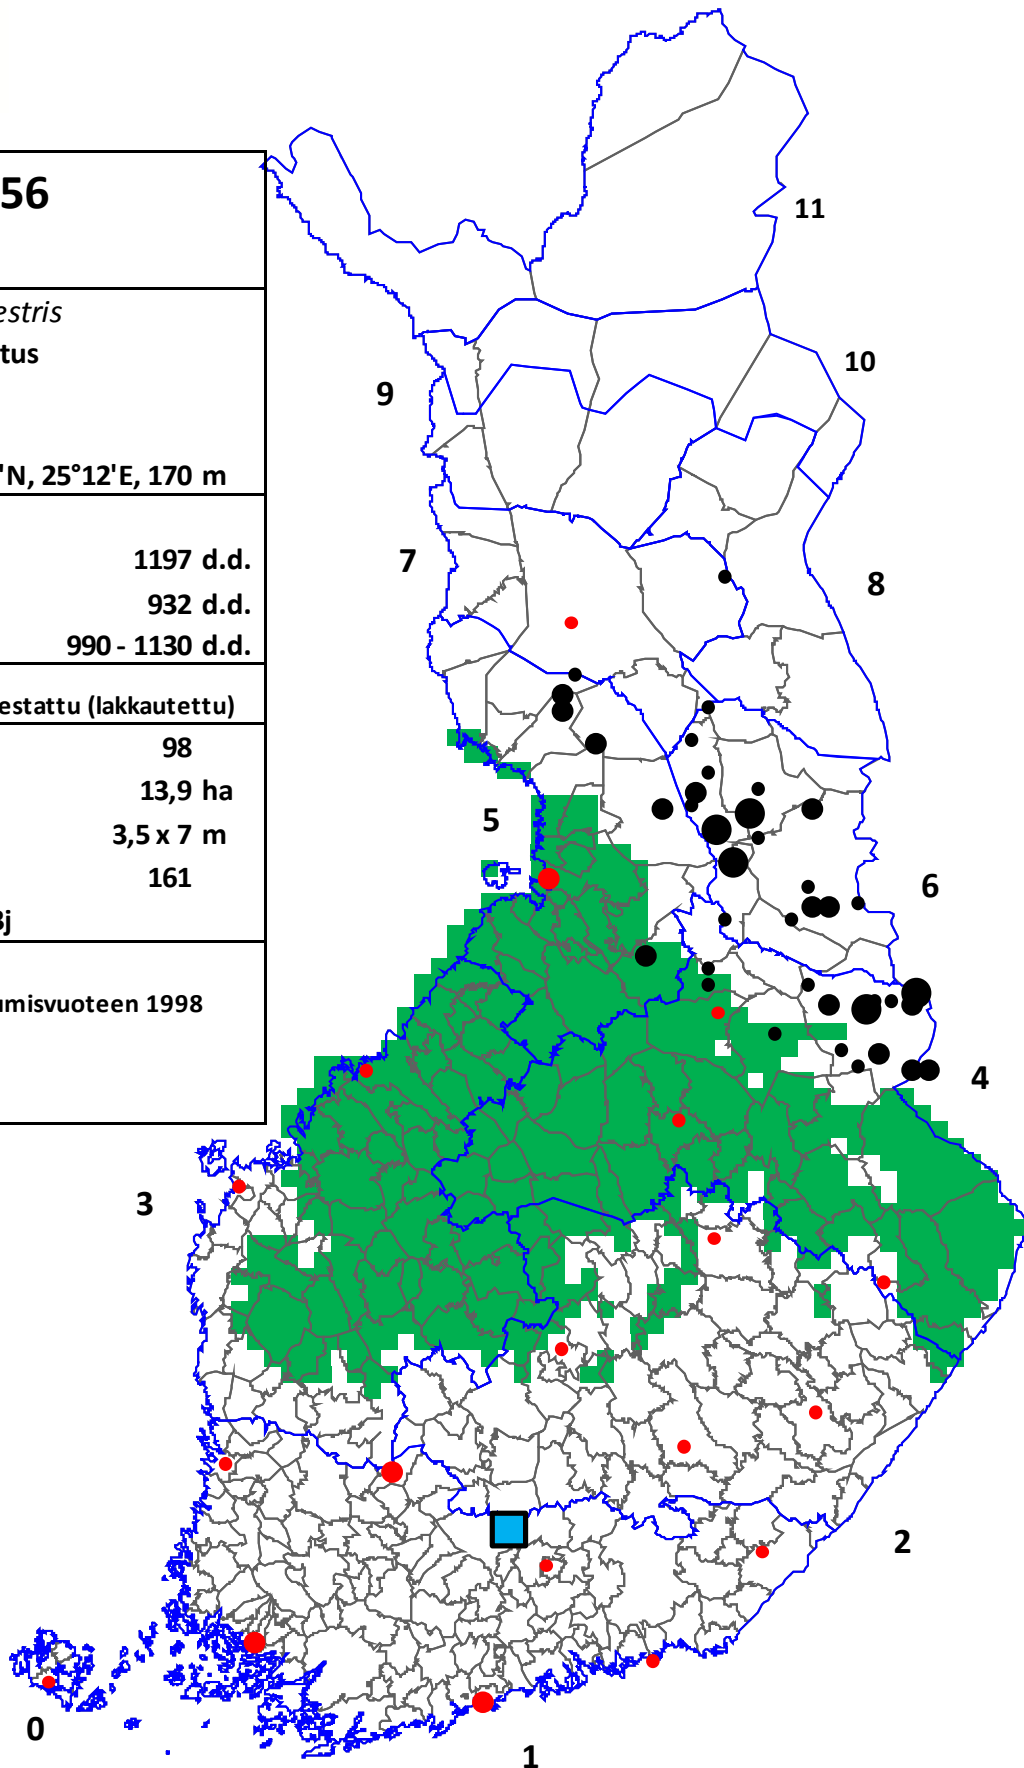 56
estris
tus
'N, 25°12'E, 170 m
1197 d.d.
932 d.d.
990 - 1130 d.d.
estattu (lakkautettu)
98
13,9 ha
3,5 x 7 m
161
3j
umisvuoteen 1998
11
10
9
7
8
5
6
4
3
2
0
1